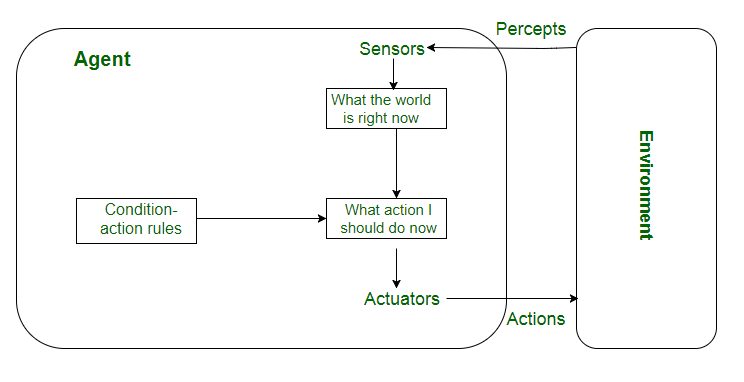 Percepts
Agent
Sensors
What the world
is right now
Condition-
action rules
What action I
should do now
Environment
Actuators
Actions